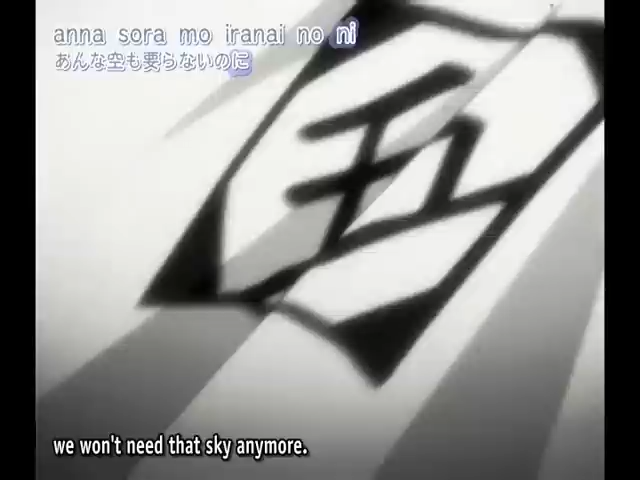 anna sora mo iranai no ni
あんな空も要らないのに
五
we won't need that sky anymore.